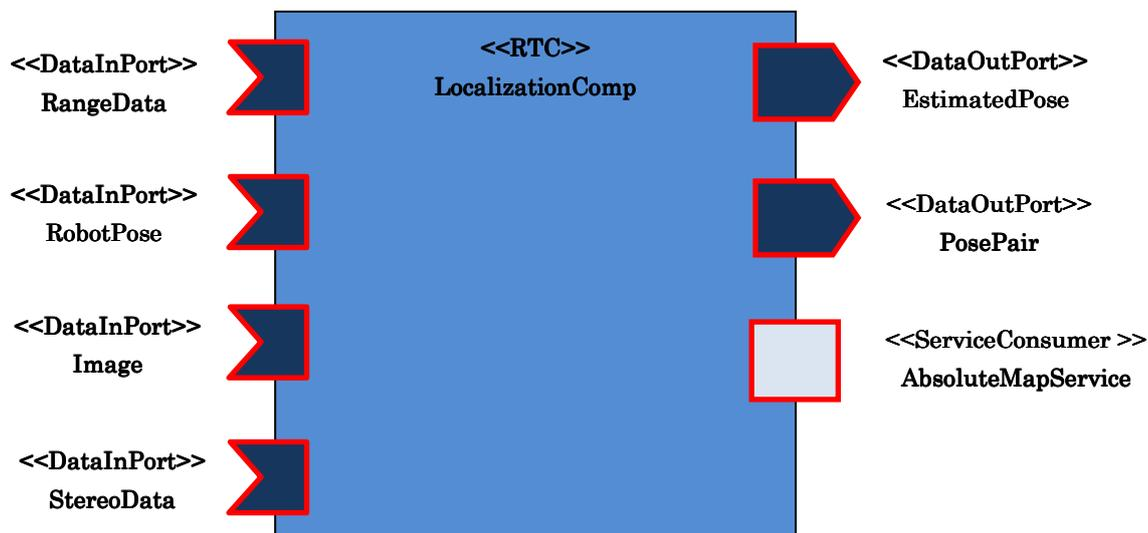 <<DataInPort>>
RangeData
<<DataInPort>>
RobotPose
<<DataInPort>>
Image
<<DataInPort>>
StereoData
<<RTC>>
LocalizationComp
<<DataOutPort>>
EstimatedPose
<<DataOutPort>>
PosePair
<<ServiceConsumer >>
AbsoluteMapService